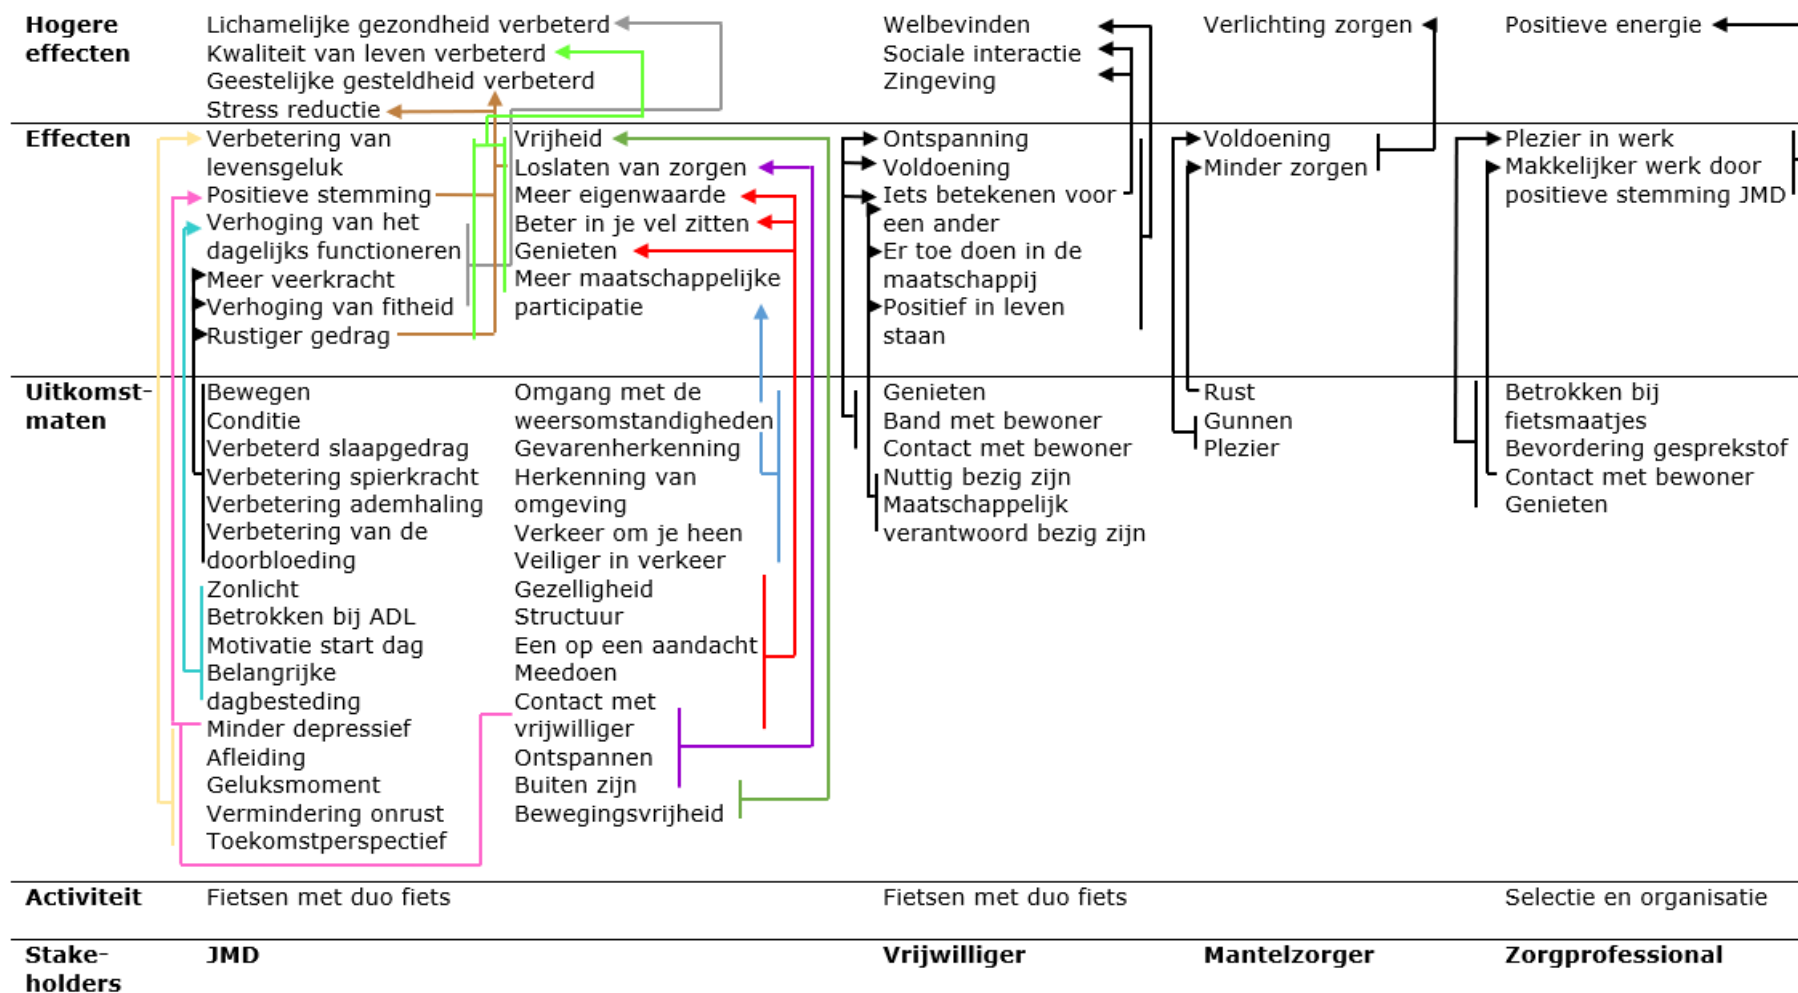 Hogere
effecten
Lichamelijke gezondheid verbeterd
Kwaliteit van leven verbeterd
Geestelijke gesteldheid verbeterd
Stress reductie
Welbevinden
Sociale interactie
Zingeving
Verlichting zorgen
Positieve energie
Effecten
Verbetering van
levensgeluk
Positieve stemming
Verhoging van het
dagelijks functioneren
Meer veerkracht
Verhoging van fitheid
Rustiger gedrag
Vrijheid
Loslaten van zorgen
Meer eigenwaarde
Beter in je vel zitten
Genieten
Meer maatschappelijke
participatie
Ontspanning
Voldoening
Iets betekenen voor
een ander
Er toe doen in de
maatschappij
Positief in leven
staan
Voldoening
Minder zorgen
Plezier in werk
Makkelijker werk door
positieve stemming JMD
Uitkomst-
maten
Bewegen
Conditie
Verbeterd slaapgedrag
Verbetering spierkracht
Verbetering ademhaling
Verbetering van de
doorbloeding
Zonlicht
Betrokken bij ADL
Motivatie start dag
Belangrijke
dagbesteding
Minder depressief
Afleiding
Geluksmoment
Vermindering onrust
Toekomstperspectief
Omgang met de
weersomstandigheden
Gevarenherkenning
Herkenning van
omgeving
Verkeer om je heen
Veiliger in verkeer
Gezelligheid
Structuur
Een op een aandacht
Meedoen
Contact met
vrijwilliger
Ontspannen
Buiten zijn
Bewegingsvrijheid
Genieten
Band met bewoner
Contact met bewoner
Nuttig bezig zijn
Maatschappelijk
verantwoord bezig zijn
Rust
Gunnen
Plezier
Betrokken bij
fietsmaatjes
Bevordering gesprekstof
Contact met bewoner
Genieten
Activiteit
Fietsen met duo fiets
Fietsen met duo fiets
Selectie en organisatie
Stake-
holders
JMD
Vrijwilliger
Mantelzorger
Zorgprofessional